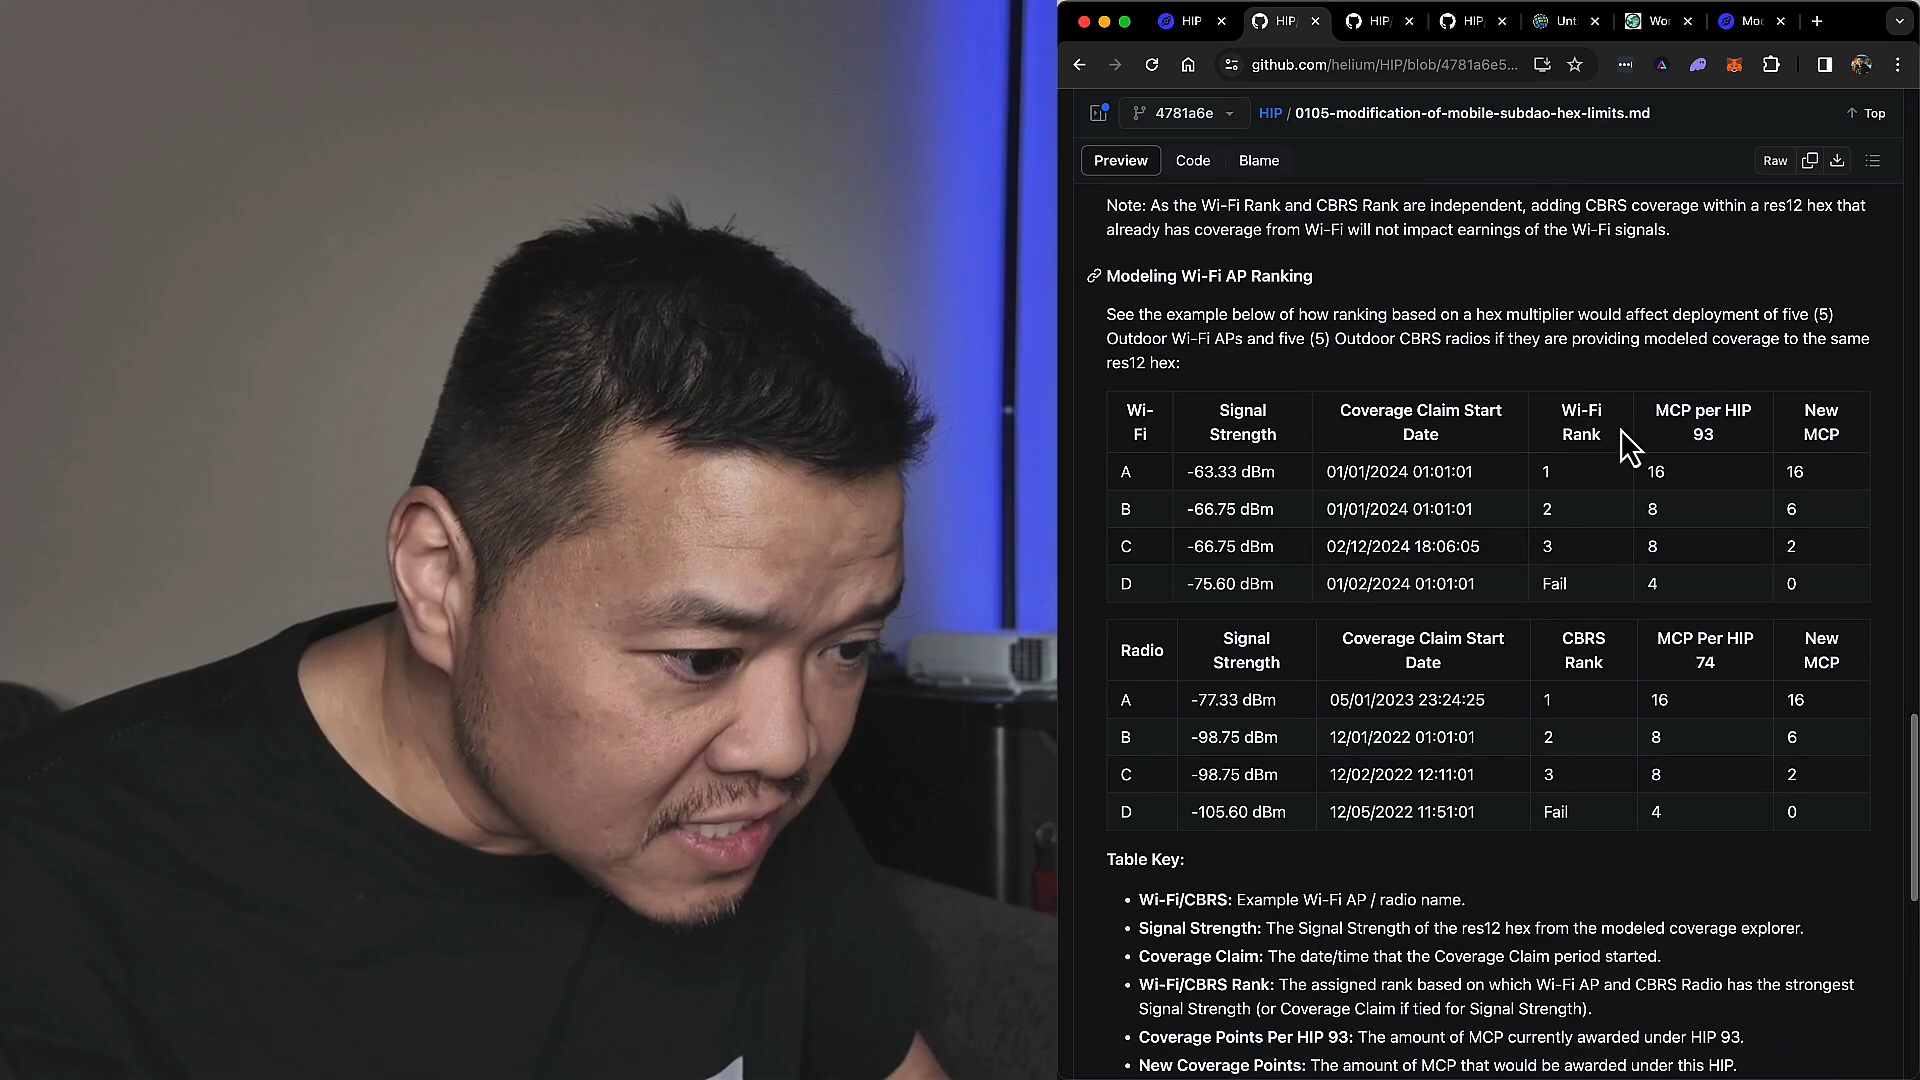 HIP
HIP/
HIP/
HIP/
Unti
Wor
Mod
github.com/helium/HIP/blob/4781a6e5...
4781a6e
HIP / 0105-modification-of-mobile-subdao-hex-limits.md
Top
Preview Code Blame
Raw
Note: As the Wi-Fi Rank and CBRS Rank are independent, adding CBRS coverage within a res12 hex that
already has coverage from Wi-Fi will not impact earnings of the Wi-Fi signals.
Modeling Wi-Fi AP Ranking
See the example below of how ranking based on a hex multiplier would affect deployment of five (5)
Outdoor Wi-Fi APs and five (5) Outdoor CBRS radios if they are providing modeled coverage to the same
res12 hex:
Wi- Signal Coverage Claim Start Wi-Fi MCP per HIP New
Fi Strength Date Rank 93 MCP
A -63.33 dBm 01/01/2024 01:01:01 1 16 16
B -66.75 dBm 01/01/2024 01:01:01 2 8 6
C -66.75 dBm 02/12/2024 18:06:05 3 8 2
D -75.60 dBm 01/02/2024 01:01:01 Fail 4 0
Radio Signal Coverage Claim Start CBRS MCP Per HIP New
Strength Date Rank 74 MCP
A -77.33 dBm 05/01/2023 23:24:25 1 16 16
B -98.75 dBm 12/01/2022 01:01:01 2 8 6
C -98.75 dBm 12/02/2022 12:11:01 3 8 2
D -105.60 dBm 12/05/2022 11:51:01 Fail 4 0
Table Key:
• Wi-Fi/CBRS: Example Wi-Fi AP / radio name.
• Signal Strength: The Signal Strength of the res12 hex from the modeled coverage explorer.
• Coverage Claim: The date/time that the Coverage Claim period started.
• Wi-Fi/CBRS Rank: The assigned rank based on which Wi-Fi AP and CBRS Radio has the strongest
Signal Strength (or Coverage Claim if tied for Signal Strength).
• Coverage Points Per HIP 93: The amount of MCP currently awarded under HIP 93.
• New Coverage Points: The amount of MCP that would be awarded under this HIP.